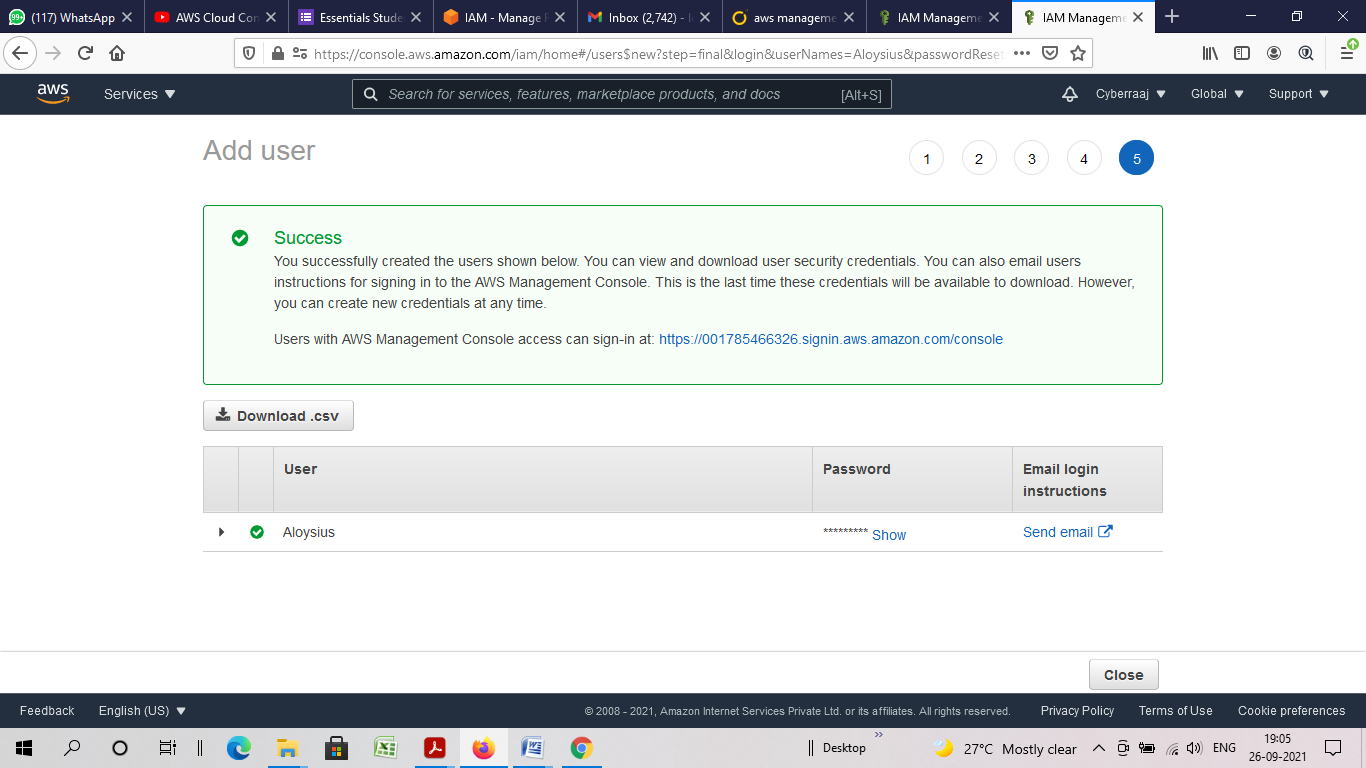 (117) WhatsApp
AWS Cloud Con
Essentials Stude
IAM - Manage
Inbox (2,742) -
aws manageme
IAM Manageme
IAM Manageme
https://console.aws.amazon.com/iam/home#/users$new?step=final&login&userNames=Aloysius&passwordReset
aws
Services
Search for services, features, marketplace products, and docs [Alt+S]
Cyberraaj
Global
Support
Add user
1 2 3 4 5
Success
You successfully created the users shown below. You can view and download user security credentials. You can also email users
instructions for signing in to the AWS Management Console. This is the last time these credentials will be available to download. However,
you can create new credentials at any time.
Users with AWS Management Console access can sign-in at: https://001785466326.signin.aws.amazon.com/console
Download .csv
User
Password
Email login
instructions
Aloysius
********* Show
Send email
Close
Feedback
English (US)
© 2008 - 2021, Amazon Internet Services Private Ltd. or its affiliates. All rights reserved.
Privacy Policy
Terms of Use
Cookie preferences
Desktop
27°C Mostly clear
ENG
19:05
26-09-2021